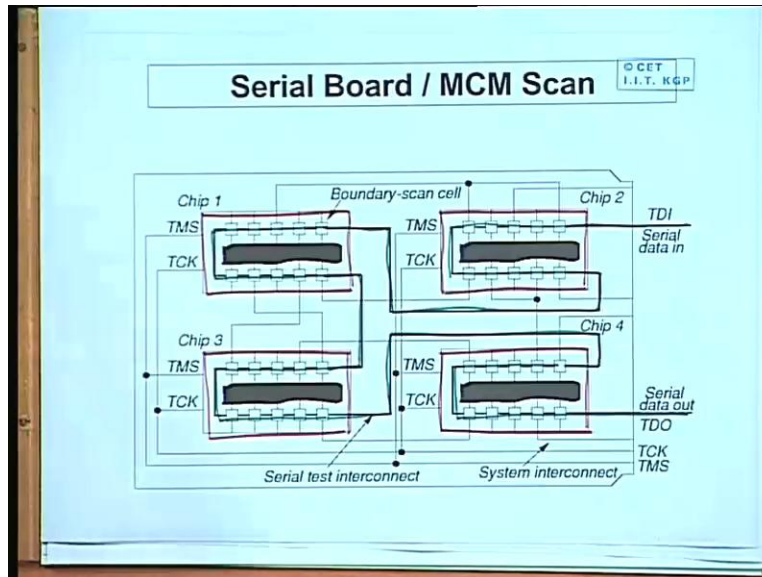 Serial Board / MCM Scan
© CET
I.I.T. KGP
Chip 1
Boundary-scan cell
Chip 2
TMS
TMS
TDI
Serial
data in
TCK
TCK
Chip 3
Chip 4
TMS
TMS
TCK
TCK
Serial
data out
TDO
TCK
TMS
Serial test interconnect
System interconnect